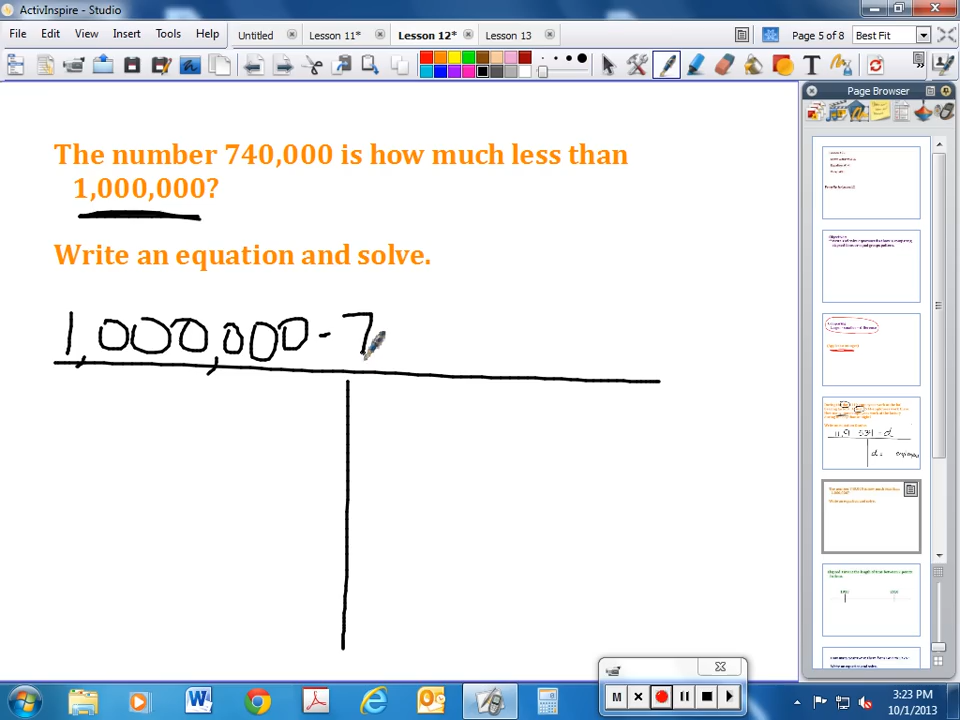 ActivInspire - Studio
File Edit View Insert Tools Help Untitled Lesson 11* Lesson 12* Lesson 13 Page 5 of 8 Best Fit
Page Browser
The number 740,000 is how much less than
1,000,000?
Write an equation and solve.
1,000,000 - 7
M
3:23 PM
10/1/2013